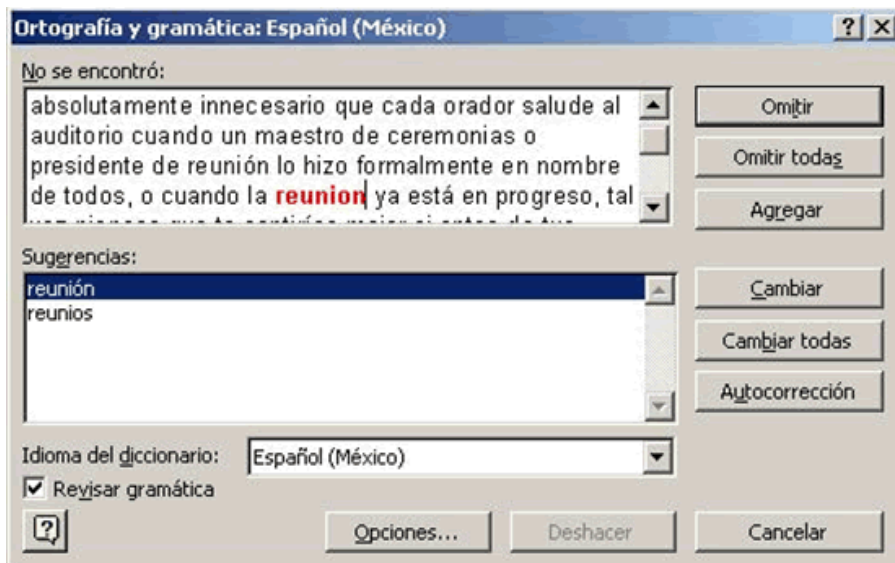 Ortografía y gramática: Español (México)
No se encontró:
absolutamente innecesario que cada orador salude al
auditorio cuando un maestro de ceremonias o
presidente de reunión lo hizo formalmente en nombre
de todos, o cuando la reunion ya está en progreso, tal
Omitir
Omitir todas
Agregar
Sugerencias:
reunión
reunios
Cambiar
Cambiar todas
Autocorrección
Idioma del diccionario:
Español (México)
Revisar gramática
Opciones...
Deshacer
Cancelar